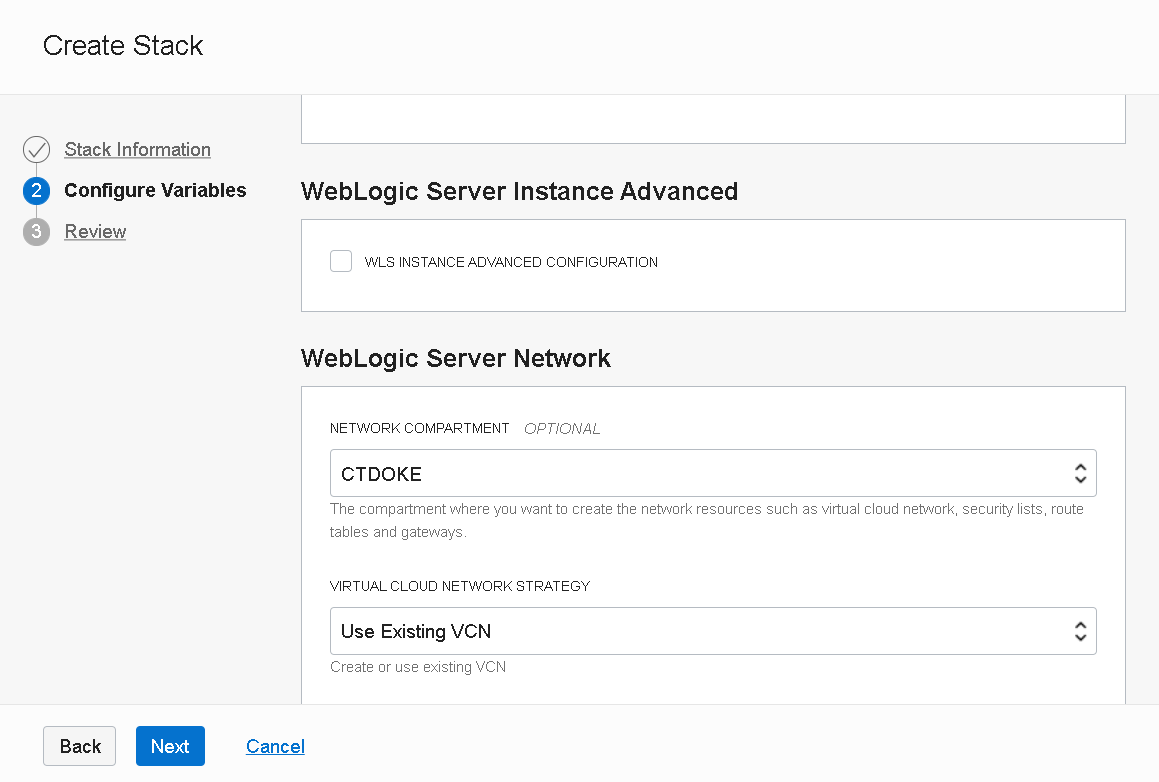 Create Stack
Stack Information
2 Configure Variables
3 Review
WebLogic Server Instance Advanced
WLS INSTANCE ADVANCED CONFIGURATION
WebLogic Server Network
NETWORK COMPARTMENT OPTIONAL
CTDOKE
The compartment where you want to create the network resources such as virtual cloud network, security lists, route
tables and gateways.
VIRTUAL CLOUD NETWORK STRATEGY
Use Existing VCN
Create or use existing VCN
Back Next Cancel